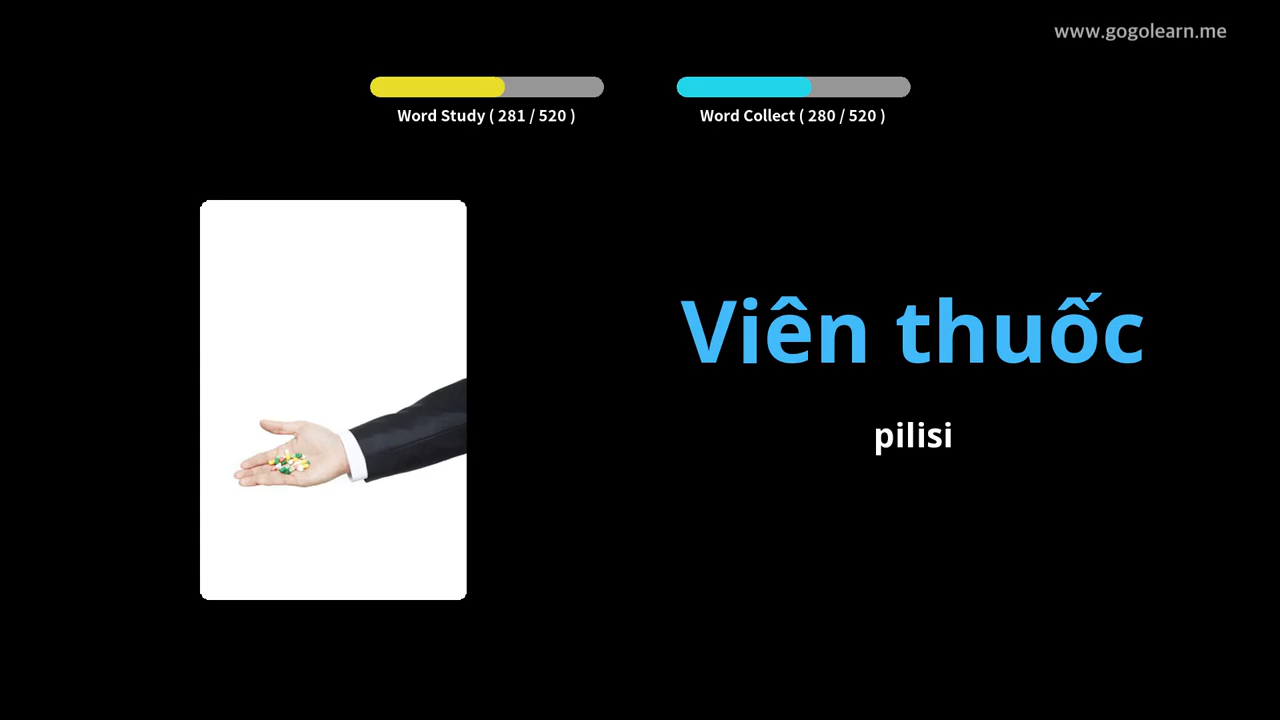 www.gogolearn.me
Word Study ( 281 / 520 )
Word Collect ( 280 / 520 )
Viên thuốc
pilisi